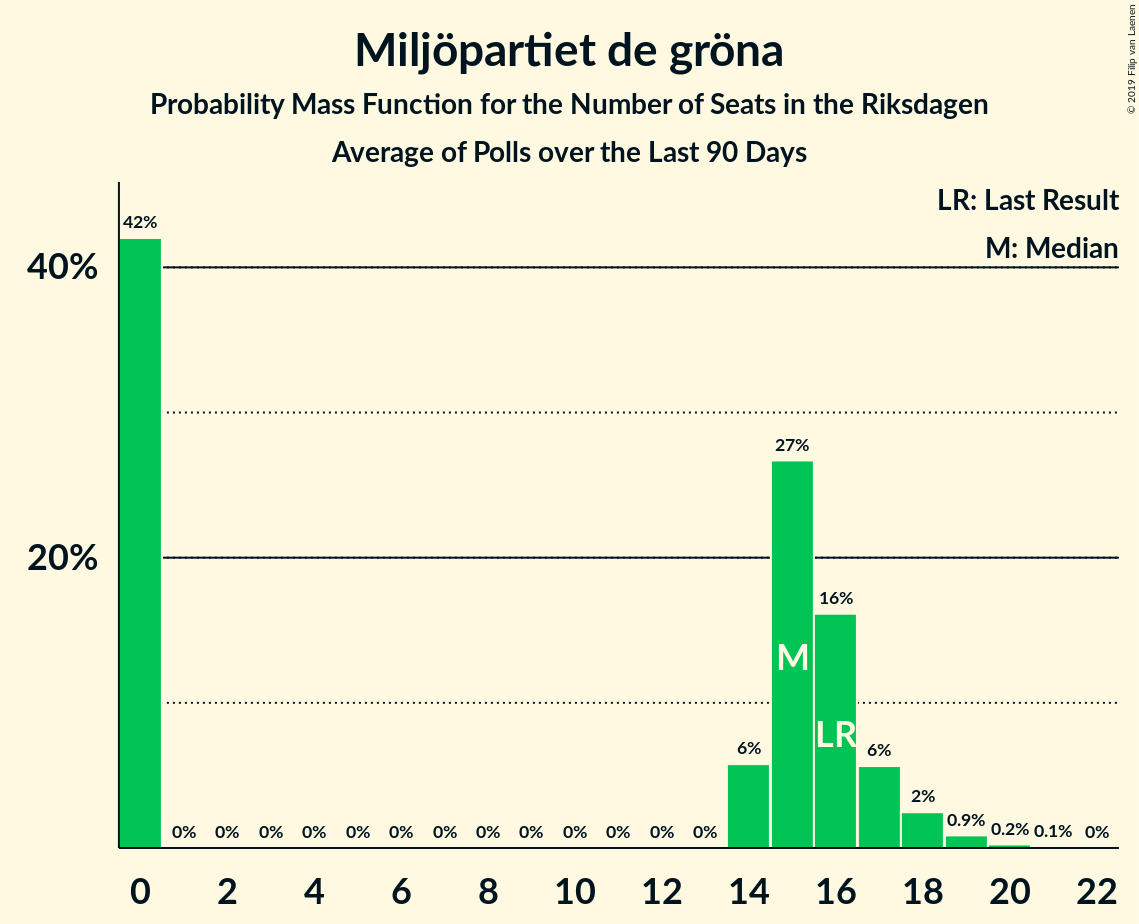 Miljöpartiet de gröna
Probability Mass Function for the Number of Seats in the Riksdagen
Average of Polls over the Last 90 Days
© 2019 Filip van Laenen
LR: Last Result
M: Median
40%
20%
42%
0%
0%
0%
0%
0%
0%
0%
0%
0%
0%
0%
0%
0%
6%
27%
16%
6%
2%
0.9%
0.2%
0.1%
0%
M
LR
0 2 4 6 8 10 12 14 16 18 20 22